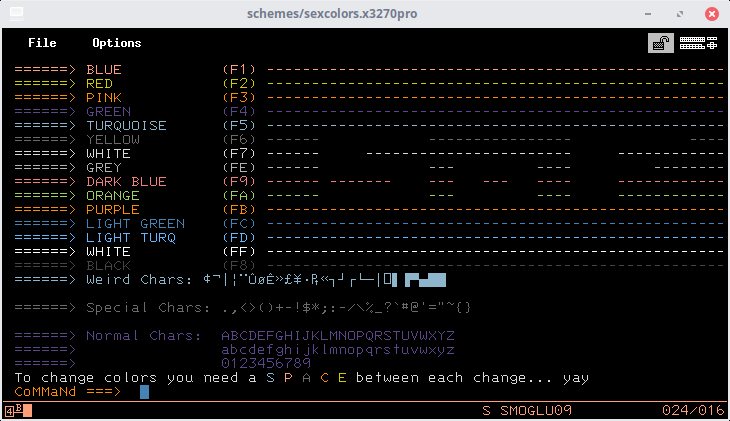 schemes/sexcolors.x3270pro
File Options
======> BLUE (F1) --------------------------------------------------------
======> RED (F2) --------------------------------------------------------
======> PINK (F3) --------------------------------------------------------
======> GREEN (F4) --------------------------------------------------------
======> TURQUOISE (F5) --------------------------------------------------------
======> YELLOW (F6) --------------------------------------------------------
======> WHITE (F7) ------ ------------ -----------
======> GREY (FE) ------ --- ---
======> DARK BLUE (F9) ------ --- --- ---------
======> ORANGE (FA) ------ --- ---
======> PURPLE (FB) --------------------------------------------------------
======> LIGHT GREEN (FC) --------------------------------------------------------
======> LIGHT TURQ (FD) --------------------------------------------------------
======> WHITE (FF) --------------------------------------------------------
======> BLACK (F8) --------------------------------------------------------
======> Weird Chars: ¢¬|¦¨ÛøÊ»£¥·₧«┐┘┌└─|
======> Special Chars: .,<>()+-!$*;:-/\%_?`#@'="~{}
======> Normal Chars: ABCDEFGHIJKLMNOPQRSTUVWXYZ
======> abcdefghijklmnopqrstuvwxyz
======> 0123456789
To change colors you need a S P A C E between each change... yay
CoMMaNd ===>
4 B S SMOGLU09 024/016